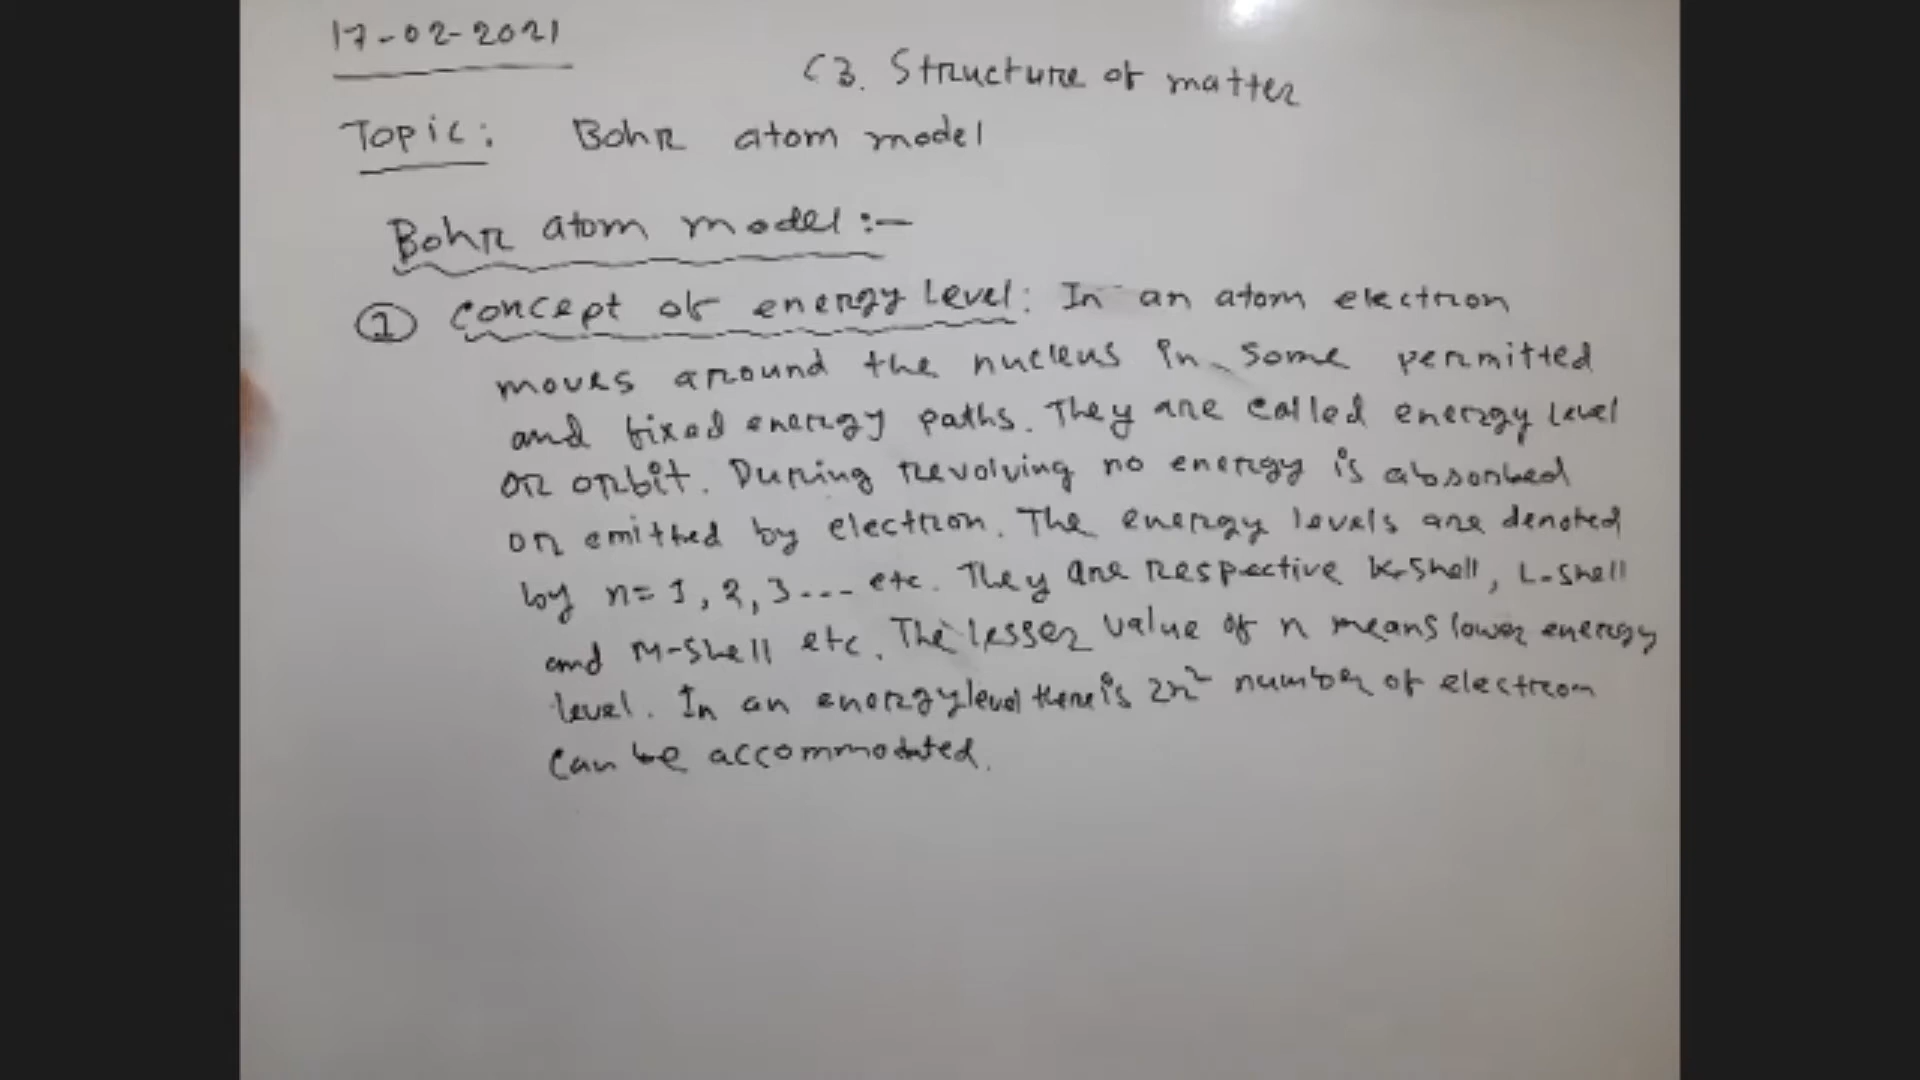 17-02-2021
C3. Structure of matter
Topic: Bohr atom model
Bohr atom model:-
① Concept of energy level: In an atom electron
moves around the nucleus in some permitted
and fixed energy paths. They are called energy level
or orbit. During revolving no energy is absorbed
or emitted by electron. The energy levels are denoted
by n=1, 2, 3... etc. They are respective K-shell, L-shell
and M-shell etc. The lesser value of n means lower energy
level. In an energy level there is 2n² number of electron
can be accommodated.